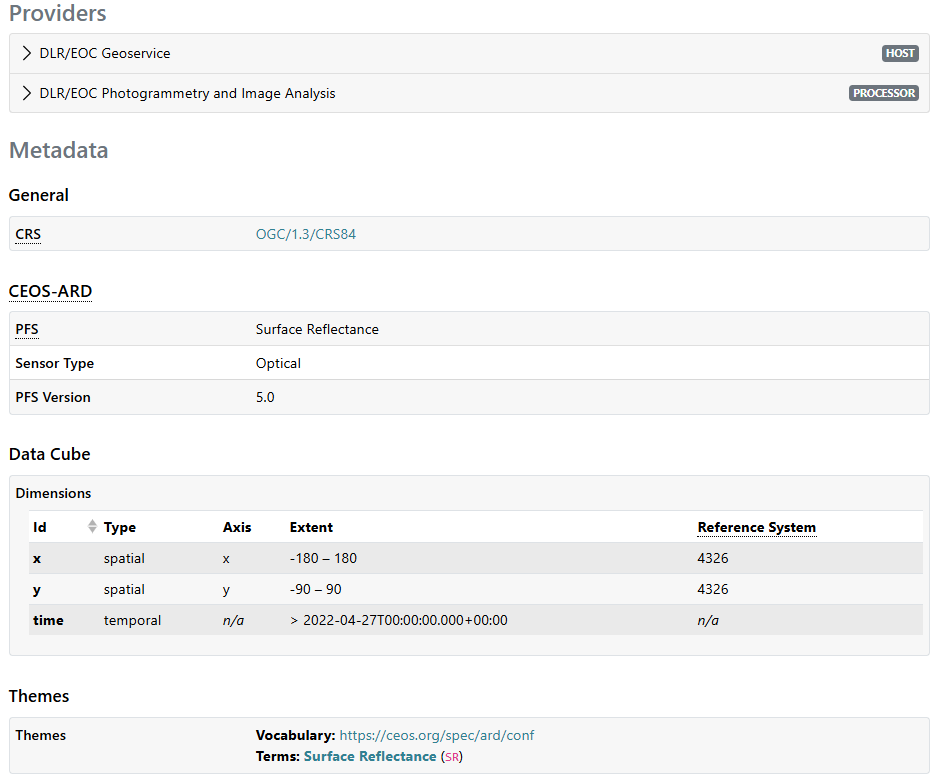 Providers
DLR/EOC Geoservice HOST
DLR/EOC Photogrammetry and Image Analysis PROCESSOR
Metadata
General
CRS OGC/1.3/CRS84
CEOS-ARD
PFS Surface Reflectance
Sensor Type Optical
PFS Version 5.0
Data Cube
Dimensions
Id Type Axis Extent Reference System
x spatial x -180 – 180 4326
y spatial y -90 – 90 4326
time temporal n/a > 2022-04-27T00:00:00.000+00:00 n/a
Themes
Themes Vocabulary: https://ceos.org/spec/ard/conf
Terms: Surface Reflectance (SR)